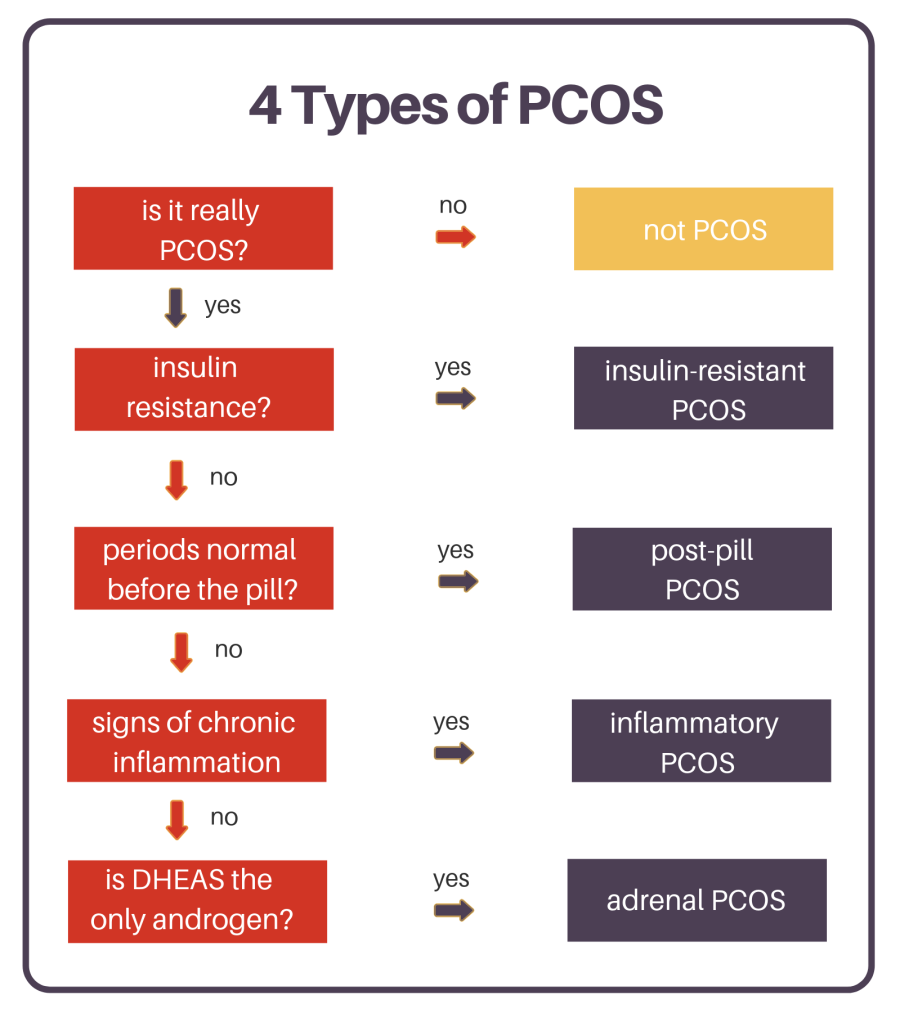 4 Types of PCOS
is it really
PCOS?
no
not PCOS
yes
insulin
resistance?
yes
insulin-resistant
PCOS
no
periods normal
before the pill?
yes
post-pill
PCOS
no
signs of chronic
inflammation
yes
inflammatory
PCOS
no
is DHEAS the
only androgen?
yes
adrenal PCOS